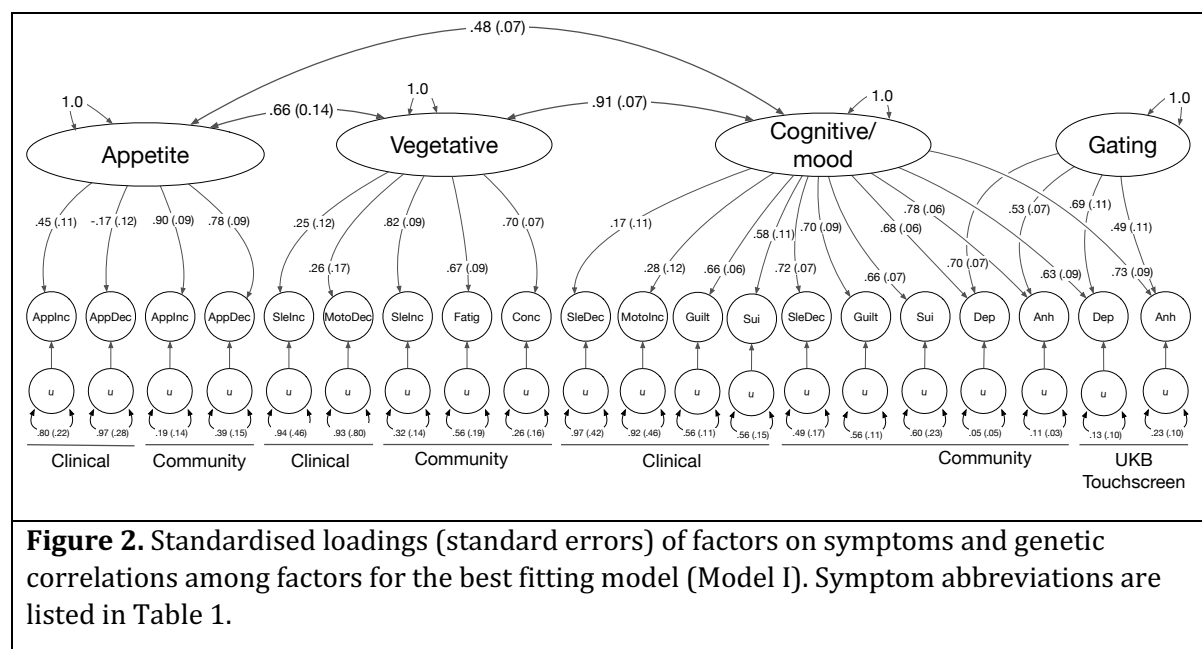 .48 (.07)
1.0
.66 (0.14)
1.0
.91 (.07)
1.0
1.0
Appetite
Vegetative
Cognitive/
mood
Gating
.45 (.11)
-.17 (.12)
.90 (.09)
.78 (.09)
.25 (.12)
.26 (.17)
.82 (.09)
.67 (.09)
.70 (.07)
.17 (.11)
.28 (.12)
.66 (.06)
.58 (.11)
.72 (.07)
.70 (.09)
.66 (.07)
.68 (.06)
.78 (.06)
.70 (.07)
.53 (.07)
.63 (.09)
.69 (.11)
.73 (.09)
.49 (.11)
AppInc AppDec AppInc AppDec SleInc MotoDec SleInc Fatig Conc SleDec MotoInc Guilt Sui SleDec Guilt Sui Dep Anh Dep Anh
u u u u u u u u u u u u u u u u u u u u
.80 (.22) .97 (.28) .19 (.14) .39 (.15) .94 (.46) .93 (.80) .32 (.14) .56 (.19) .26 (.16) .97 (.42) .92 (.46) .56 (.11) .56 (.15) .49 (.17) .56 (.11) .60 (.23) .05 (.05) .11 (.03) .13 (.10) .23 (.10)
Clinical Community Clinical Community Clinical Community UKB
Touchscreen
Figure 2. Standardised loadings (standard errors) of factors on symptoms and genetic
correlations among factors for the best fitting model (Model I). Symptom abbreviations are
listed in Table 1.